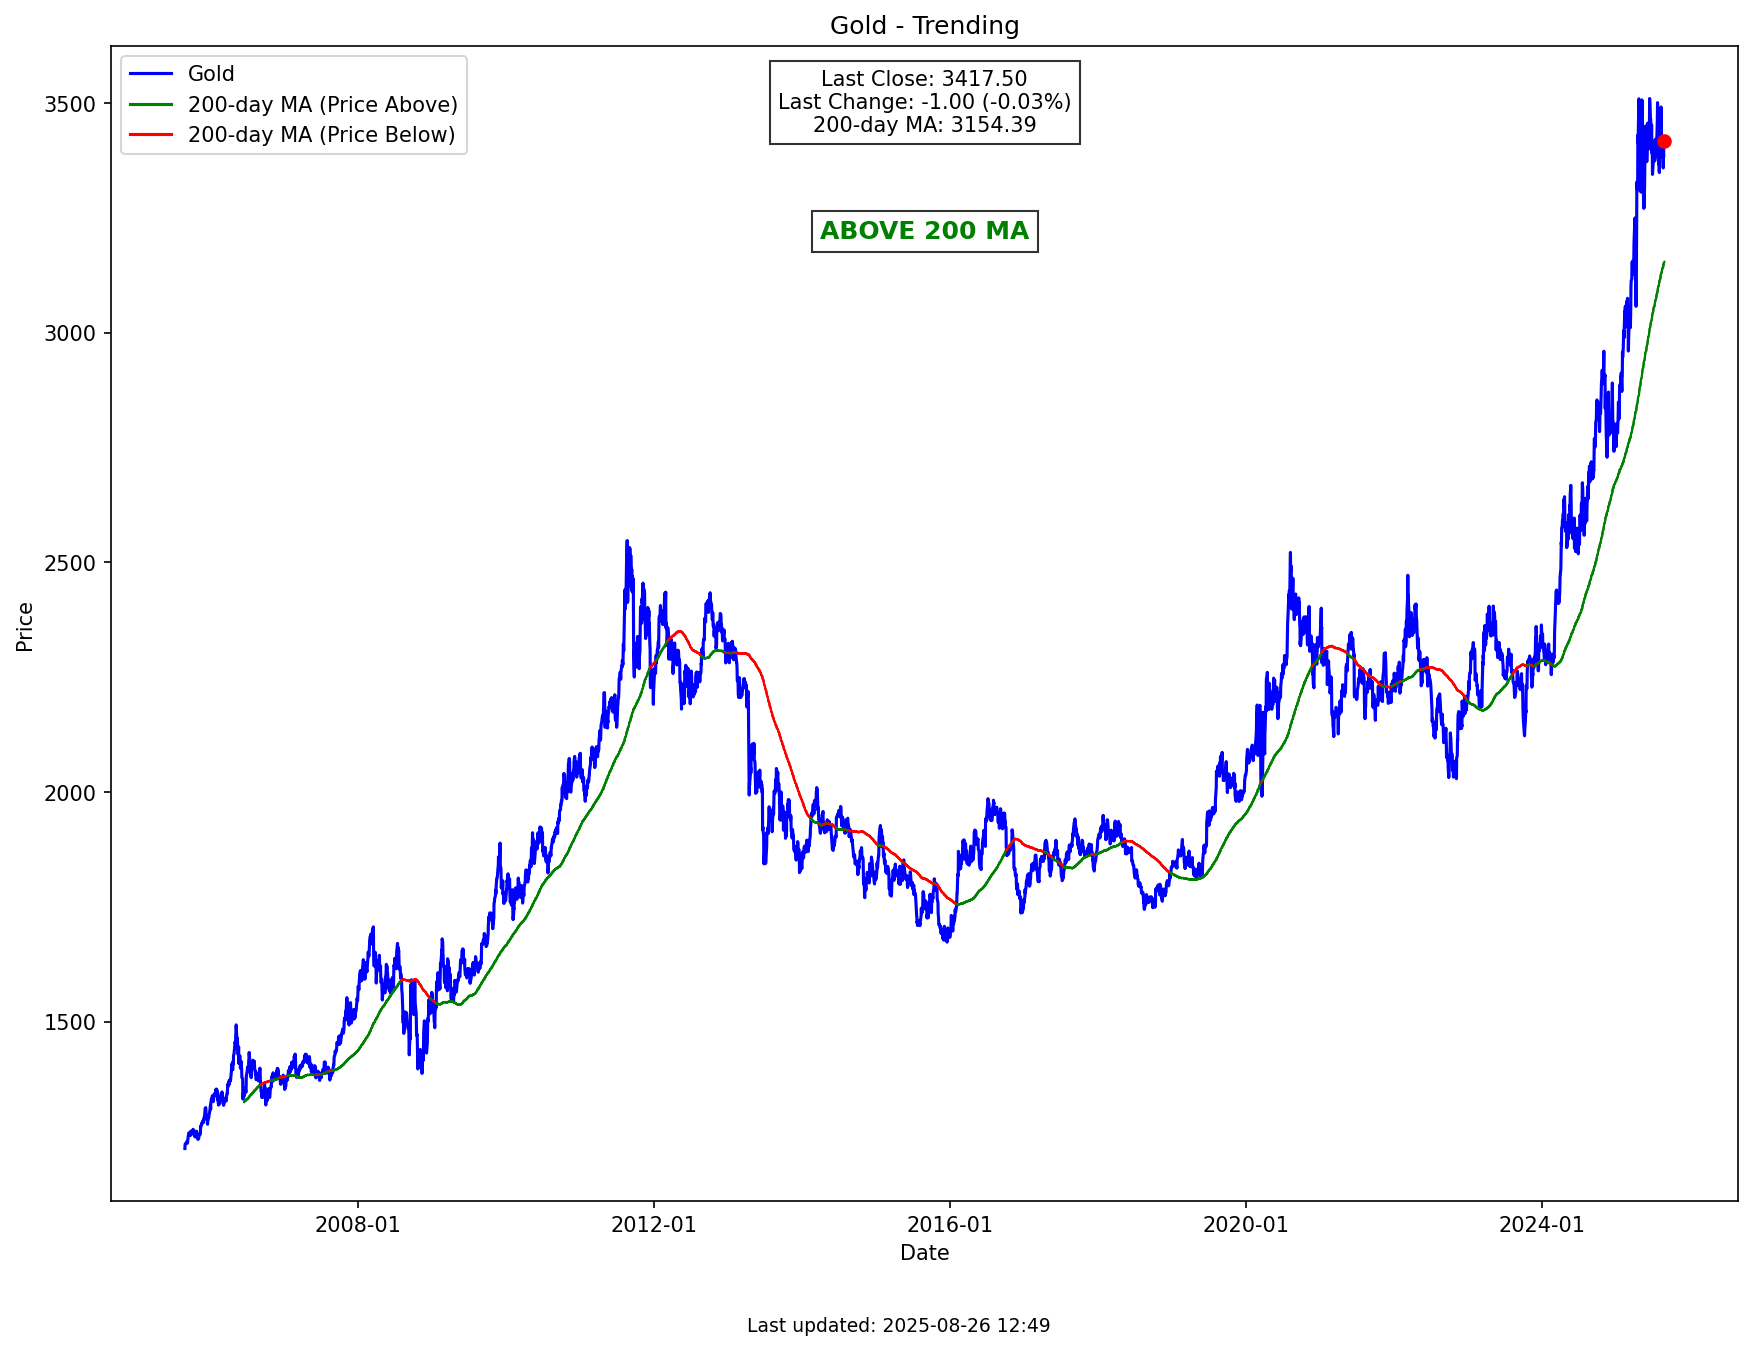 Gold - Trending
Gold
200-day MA (Price Above)
200-day MA (Price Below)
Last Close: 3417.50
Last Change: -1.00 (-0.03%)
200-day MA: 3154.39
ABOVE 200 MA
Price
3500
3000
2500
2000
1500
2008-01
2012-01
2016-01
2020-01
2024-01
Date
Last updated: 2025-08-26 12:49